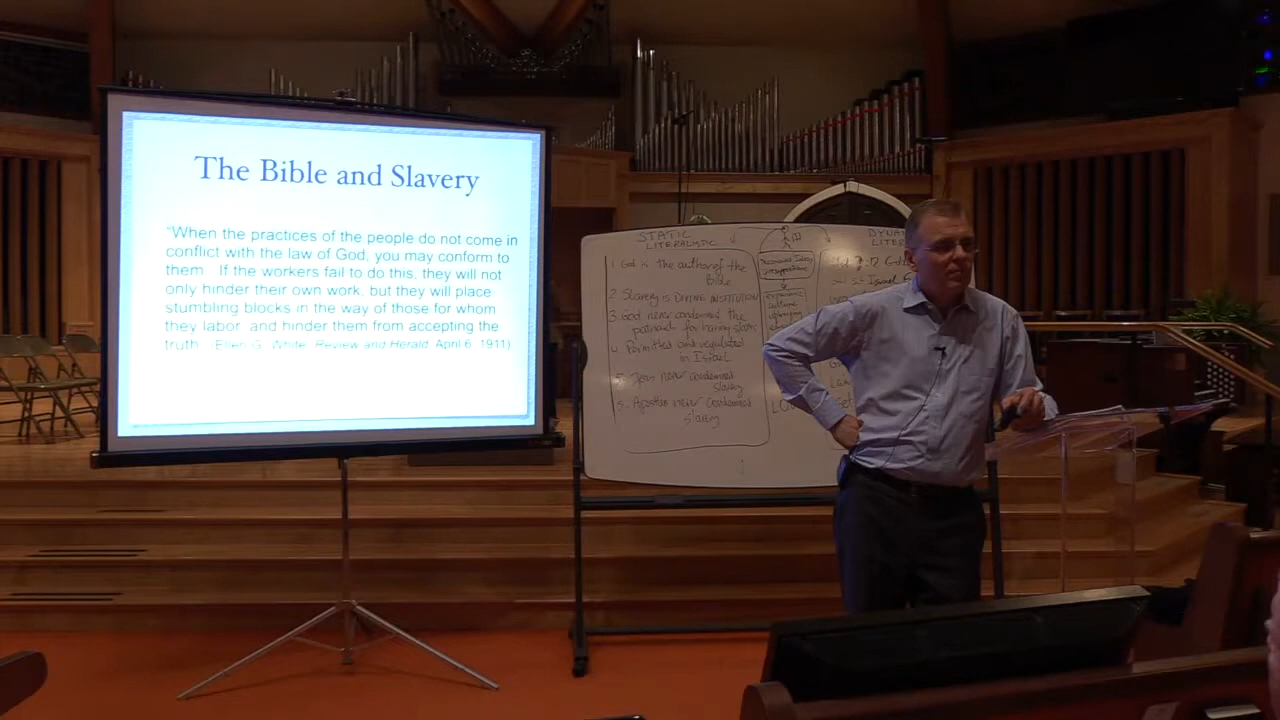 The Bible and Slavery
“When the practices of the people do not come in
conflict with the law of God, you may conform to
them. If the workers fail to do this, they will not
only hinder their own work, but they will place
stumbling blocks in the way of those for whom
they labor, and hinder them from accepting the
truth. (Ellen G. White, Review and Herald, April 6, 1911)
STATIC
LITERALISTIC
1. God is the author of the
Bible
2. Slavery is DIVINE INSTITUTION
3. God never condemned the
patriarchs for having slaves
4. Permitted and regulated
in Israel
5. Jesus never condemned
slavery
5. Apostles never condemned
slavery
DYNA
LITER
culture